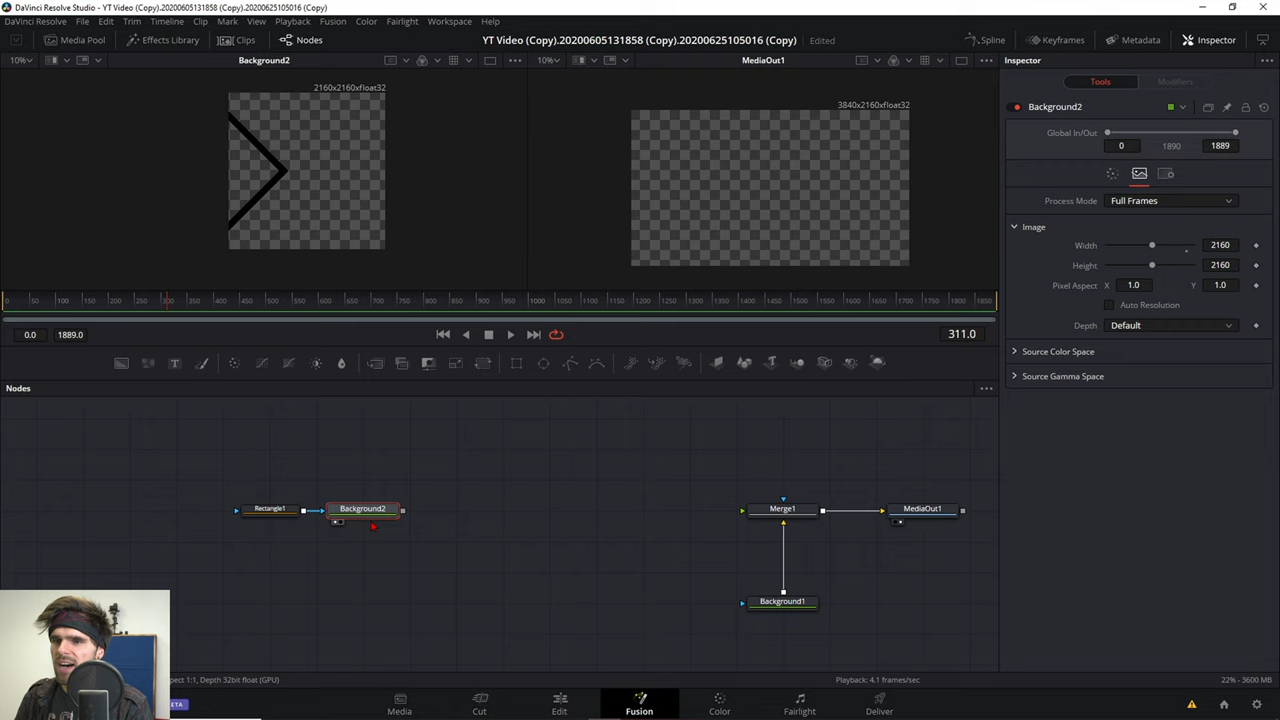 DaVinci Resolve Studio - YT Video (Copy).20200605131858 (Copy).20200625105016 (Copy)
DaVinci Resolve File Edit Trim Timeline Clip Mark View Playback Fusion Color Fairlight Workspace Help
Media Pool Effects Library Clips Nodes YT Video (Copy).20200605131858 (Copy).20200625105016 (Copy) Edited Spline Keyframes Metadata Inspector
10% Background2 10% MediaOut1 Inspector
Tools Modifiers
2160x2160xfloat32 3840x2160xfloat32
Background2
Global In/Out
0 1890 1889
Process Mode Full Frames
Image
Width 2160
Height 2160
Pixel Aspect X 1.0 Y 1.0
Auto Resolution
Depth Default
Source Color Space
Source Gamma Space
0 50 100 150 200 250 300 350 400 450 500 550 600 650 700 750 800 850 900 950 1000 1050 1100 1150 1200 1250 1300 1350 1400 1450 1500 1550 1600 1650 1700 1750 1800 1850
0.0 1889.0 311.0
Nodes
Rectangle1 Background2 Merge1 MediaOut1
Background1
pect 1:1, Depth 32bit float (GPU) Playback: 4.1 frames/sec 22% - 3600 MB
BETA Media Cut Edit Fusion Color Fairlight Deliver